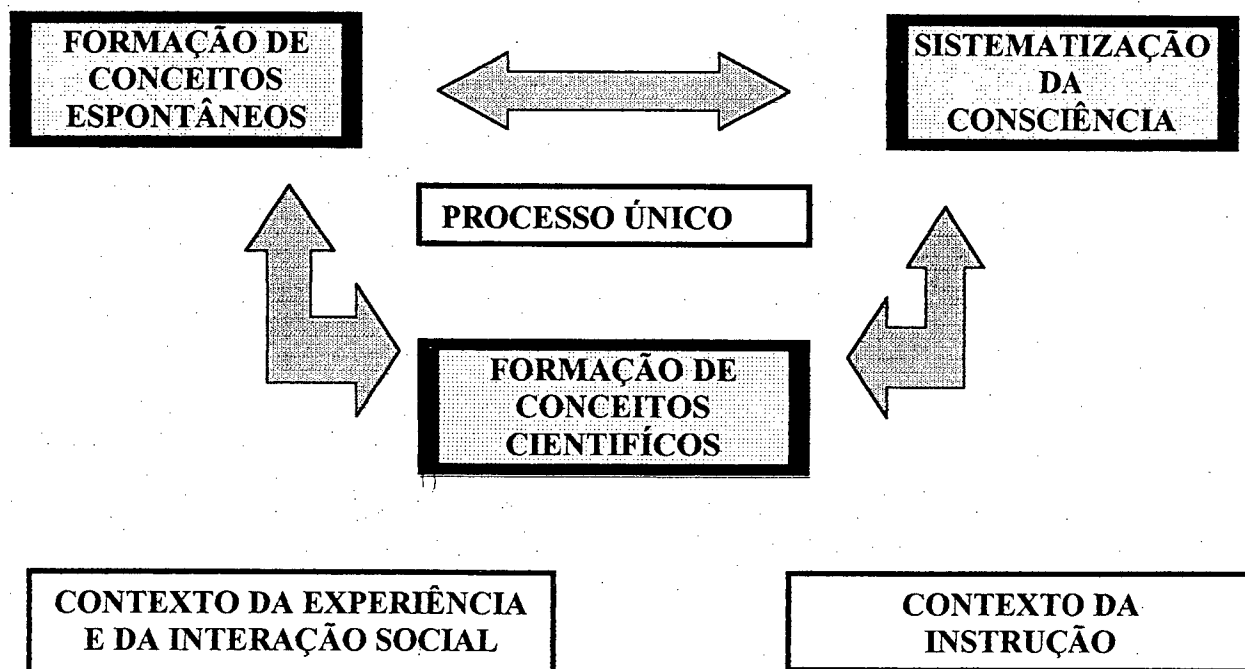 FORMAÇÃO DE
CONCEITOS
ESPONTÂNEOS
SISTEMATIZAÇÃO
DA
CONSCIÊNCIA
PROCESSO ÚNICO
FORMAÇÃO DE
CONCEITOS
CIENTIFÍCOS
CONTEXTO DA EXPERIÊNCIA
E DA INTERAÇÃO SOCIAL
CONTEXTO DA
INSTRUÇÃO